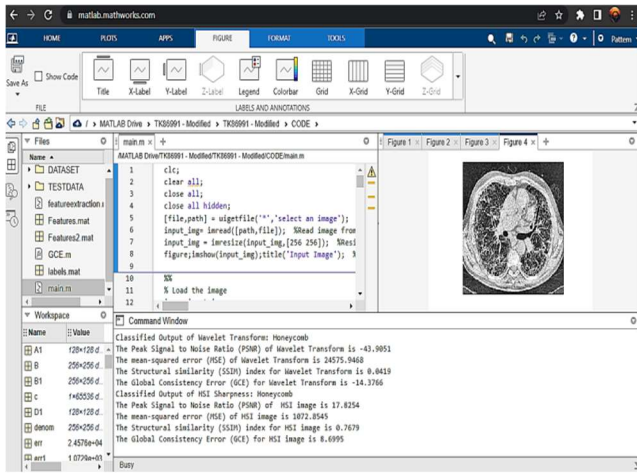 matlab.mathworks.com
HOME PLOTS APPS FIGURE FORMAT TOOLS
Pattern
Save As
Show Code
Title X-Label Y-Label Z-Label Legend Colorbar Grid X-Grid Y-Grid Z-Grid
FILE LABELS AND ANNOTATIONS
/ › MATLAB Drive › TK86991 - Modified › TK86991 - Modified › CODE ›
Files
Name
DATASET
TESTDATA
featureextraction.
Features.mat
Features2.mat
GCE.m
labels.mat
main.m
Workspace
Name Value
A1 128×128 d
B 256×256 d
B1 256×256 d
c 1×65536 d
D1 128×128 d
denom 256×256 d
err 2.4576e+04
err1 1.0729e+03
main.m × +
/MATLAB Drive/TK86991 - Modified/TK86991 - Modified/CODE/main.m
1 clc;
2 clear all;
3 close all;
4 close all hidden;
5 [file,path] = uigetfile('*','select an image');
6 input_img= imread([path,file]); %Read image from
7 input_img = imresize(input_img,[256 256]); %Resi
8 figure;imshow(input_img);title('Input Image'); %
9
10 %%
11 % Load the image
12
Figure 1 × Figure 2 × Figure 3 × Figure 4 × +
Command Window
Classified Output of Wavelet Transform: Honeycomb
The Peak Signal to Noise Ratio (PSNR) of Wavelet Transform is -43.9051
The mean-squared error (MSE) of Wavelet Transform is 24575.9468
The Structural similarity (SSIM) index for Wavelet Transform is 0.0419
The Global Consistency Error (GCE) for Wavelet Transform is -14.3766
Classified Output of HSI Sharpness: Honeycomb
The Peak Signal to Noise Ratio (PSNR) of HSI image is 17.8254
The mean-squared error (MSE) of HSI image is 1072.8545
The Structural similarity (SSIM) index for HSI image is 0.7679
The Global Consistency Error (GCE) for HSI image is 8.6995
Busy